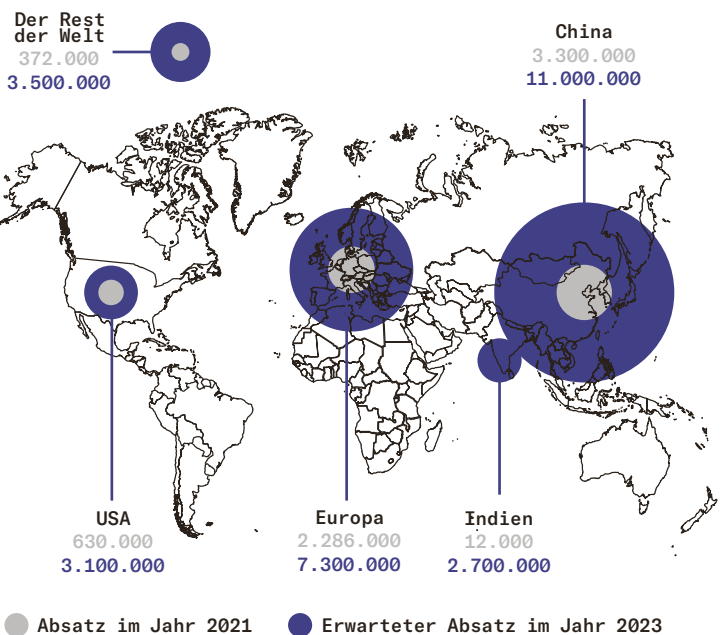 Der Rest
der Welt
372.000
3.500.000
China
3.300.000
11.000.000
USA
630.000
3.100.000
Europa
2.286.000
7.300.000
Indien
12.000
2.700.000
Absatz im Jahr 2021
Erwarteter Absatz im Jahr 2023